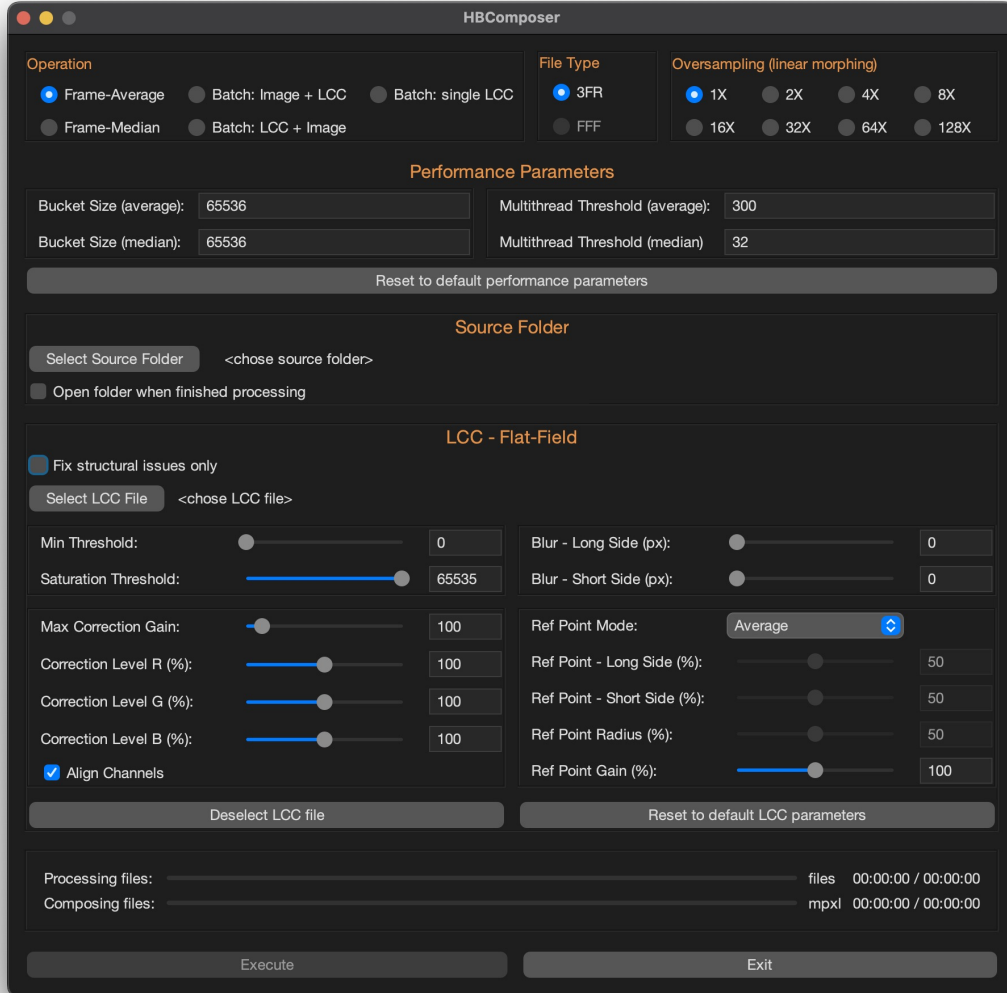 HBComposer
Operation
Frame-Average Batch: Image + LCC Batch: single LCC
Frame-Median Batch: LCC + Image
File Type
3FR
FFF
Oversampling (linear morphing)
1X 2X 4X 8X
16X 32X 64X 128X
Performance Parameters
Bucket Size (average): 65536
Bucket Size (median): 65536
Multithread Threshold (average): 300
Multithread Threshold (median) 32
Reset to default performance parameters
Source Folder
Select Source Folder <chose source folder>
Open folder when finished processing
LCC - Flat-Field
Fix structural issues only
Select LCC File <chose LCC file>
Min Threshold: 0
Saturation Threshold: 65535
Blur - Long Side (px): 0
Blur - Short Side (px): 0
Max Correction Gain: 100
Correction Level R (%): 100
Correction Level G (%): 100
Correction Level B (%): 100
Align Channels
Ref Point Mode: Average
Ref Point - Long Side (%): 50
Ref Point - Short Side (%): 50
Ref Point Radius (%): 50
Ref Point Gain (%): 100
Deselect LCC file
Reset to default LCC parameters
Processing files: files 00:00:00 / 00:00:00
Composing files: mpxl 00:00:00 / 00:00:00
Execute
Exit